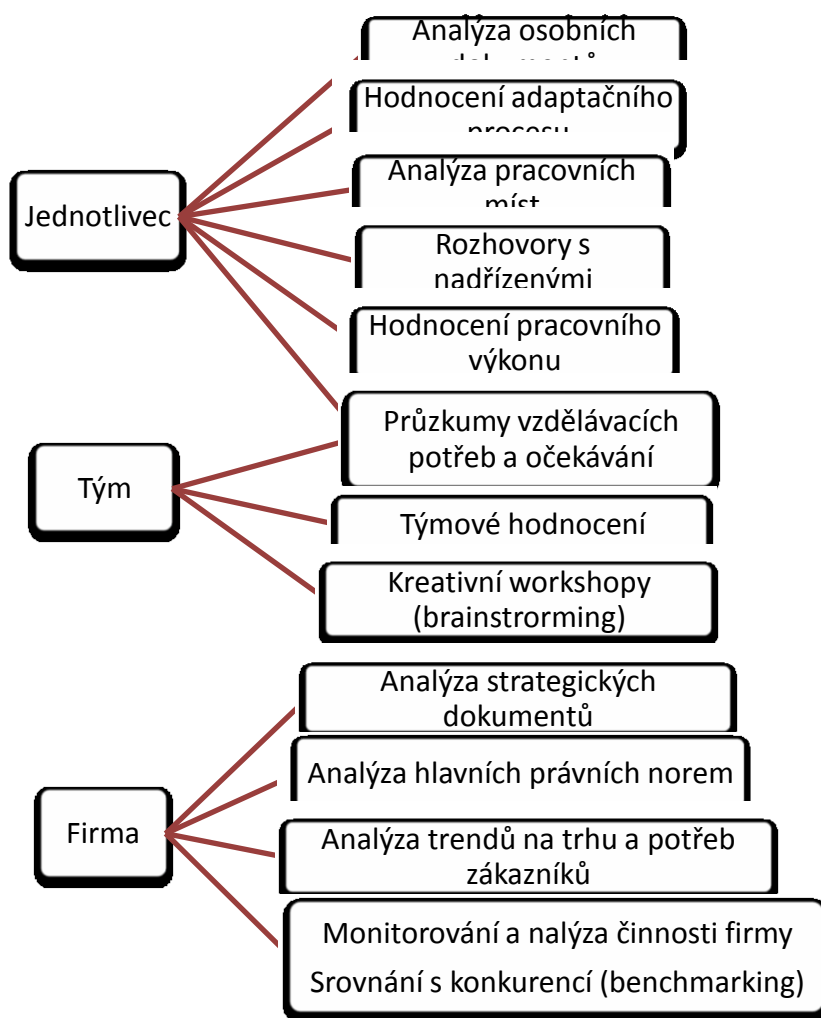 Jednotlivec
Analýza osobních
dokumentů
Hodnocení adaptačního
procesu
Analýza pracovních
míst
Rozhovory s
nadřízenými
Hodnocení pracovního
výkonu
Průzkumy vzdělávacích
potřeb a očekávání
Tým
Týmové hodnocení
Kreativní workshopy
(brainstrorming)
Firma
Analýza strategických
dokumentů
Analýza hlavních právních norem
Analýza trendů na trhu a potřeb
zákazníků
Monitorování a nalýza činnosti firmy
Srovnání s konkurencí (benchmarking)